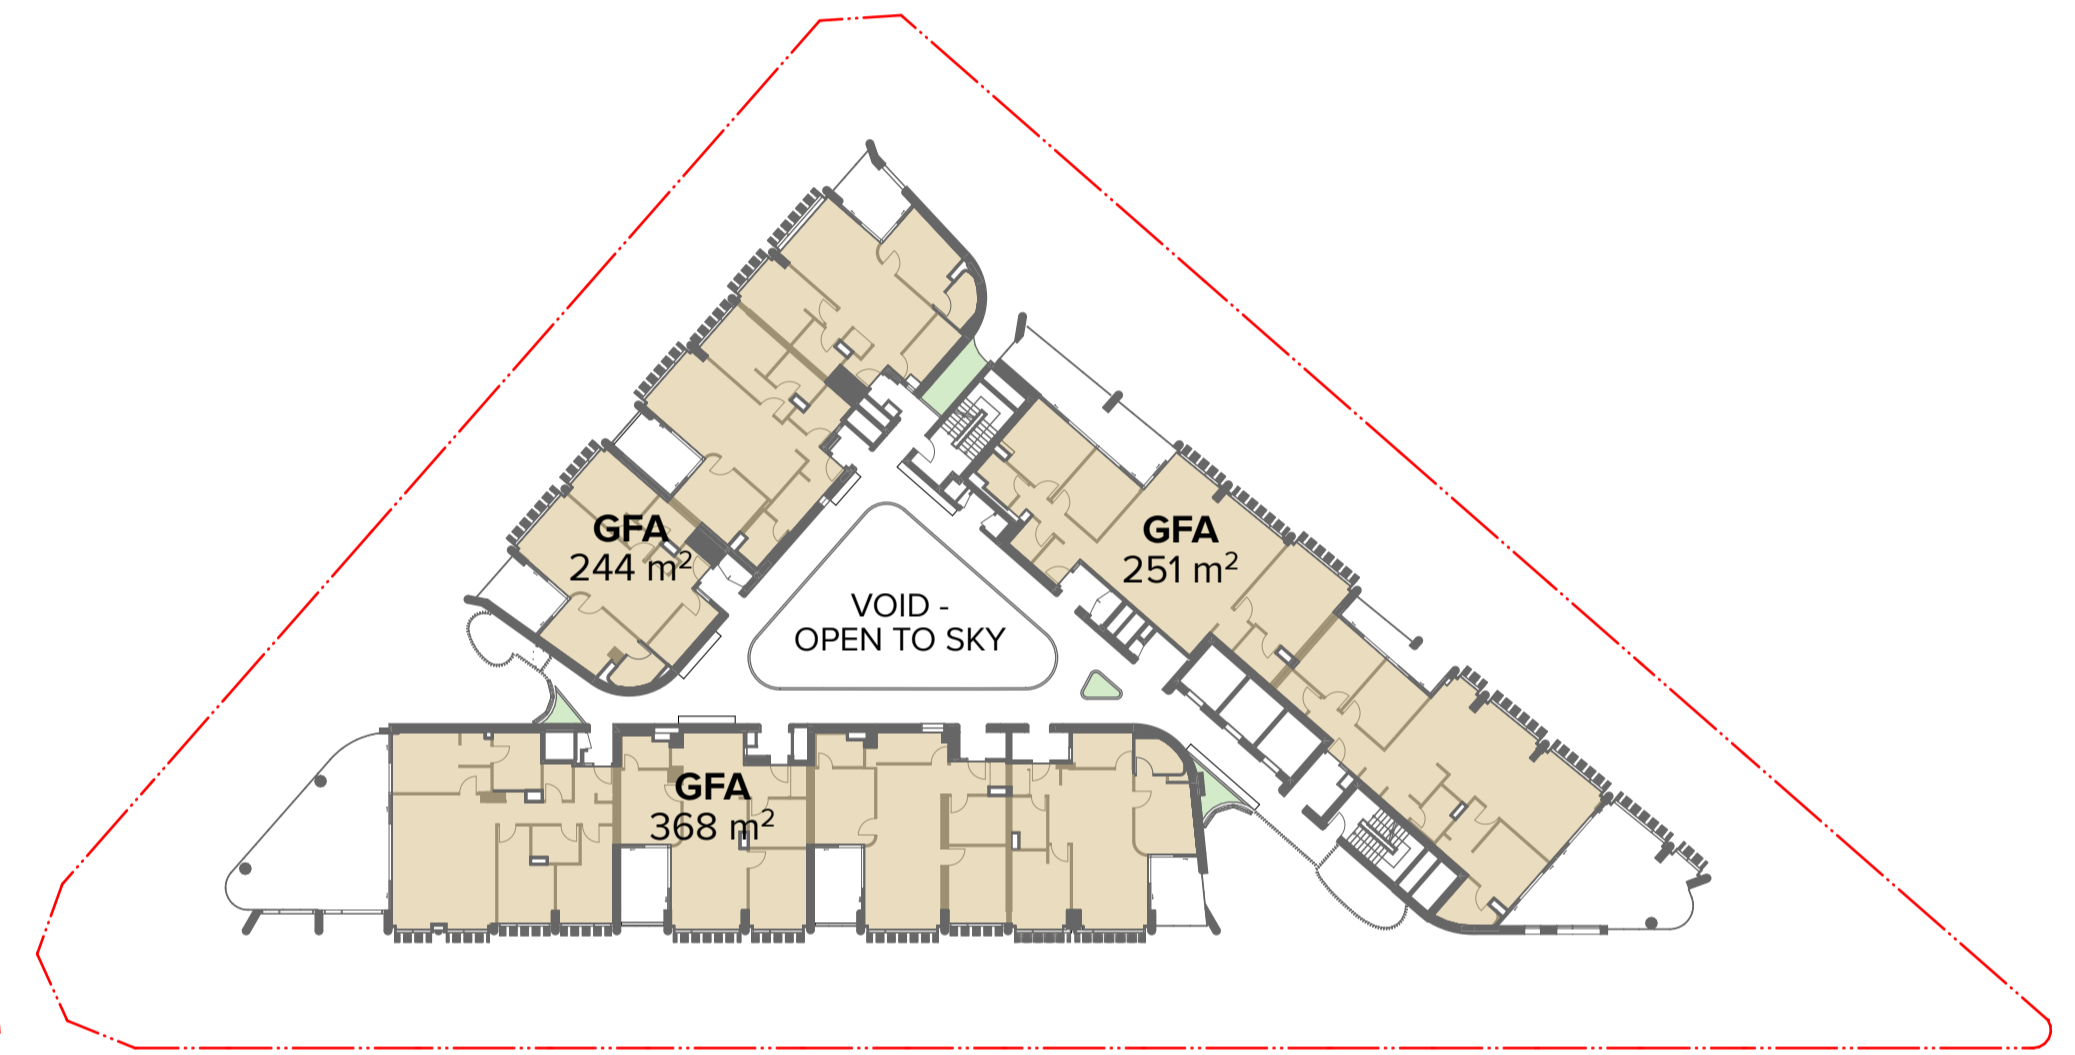 GFA
244 m²
GFA
251 m²
VOID -
OPEN TO SKY
GFA
368 m²